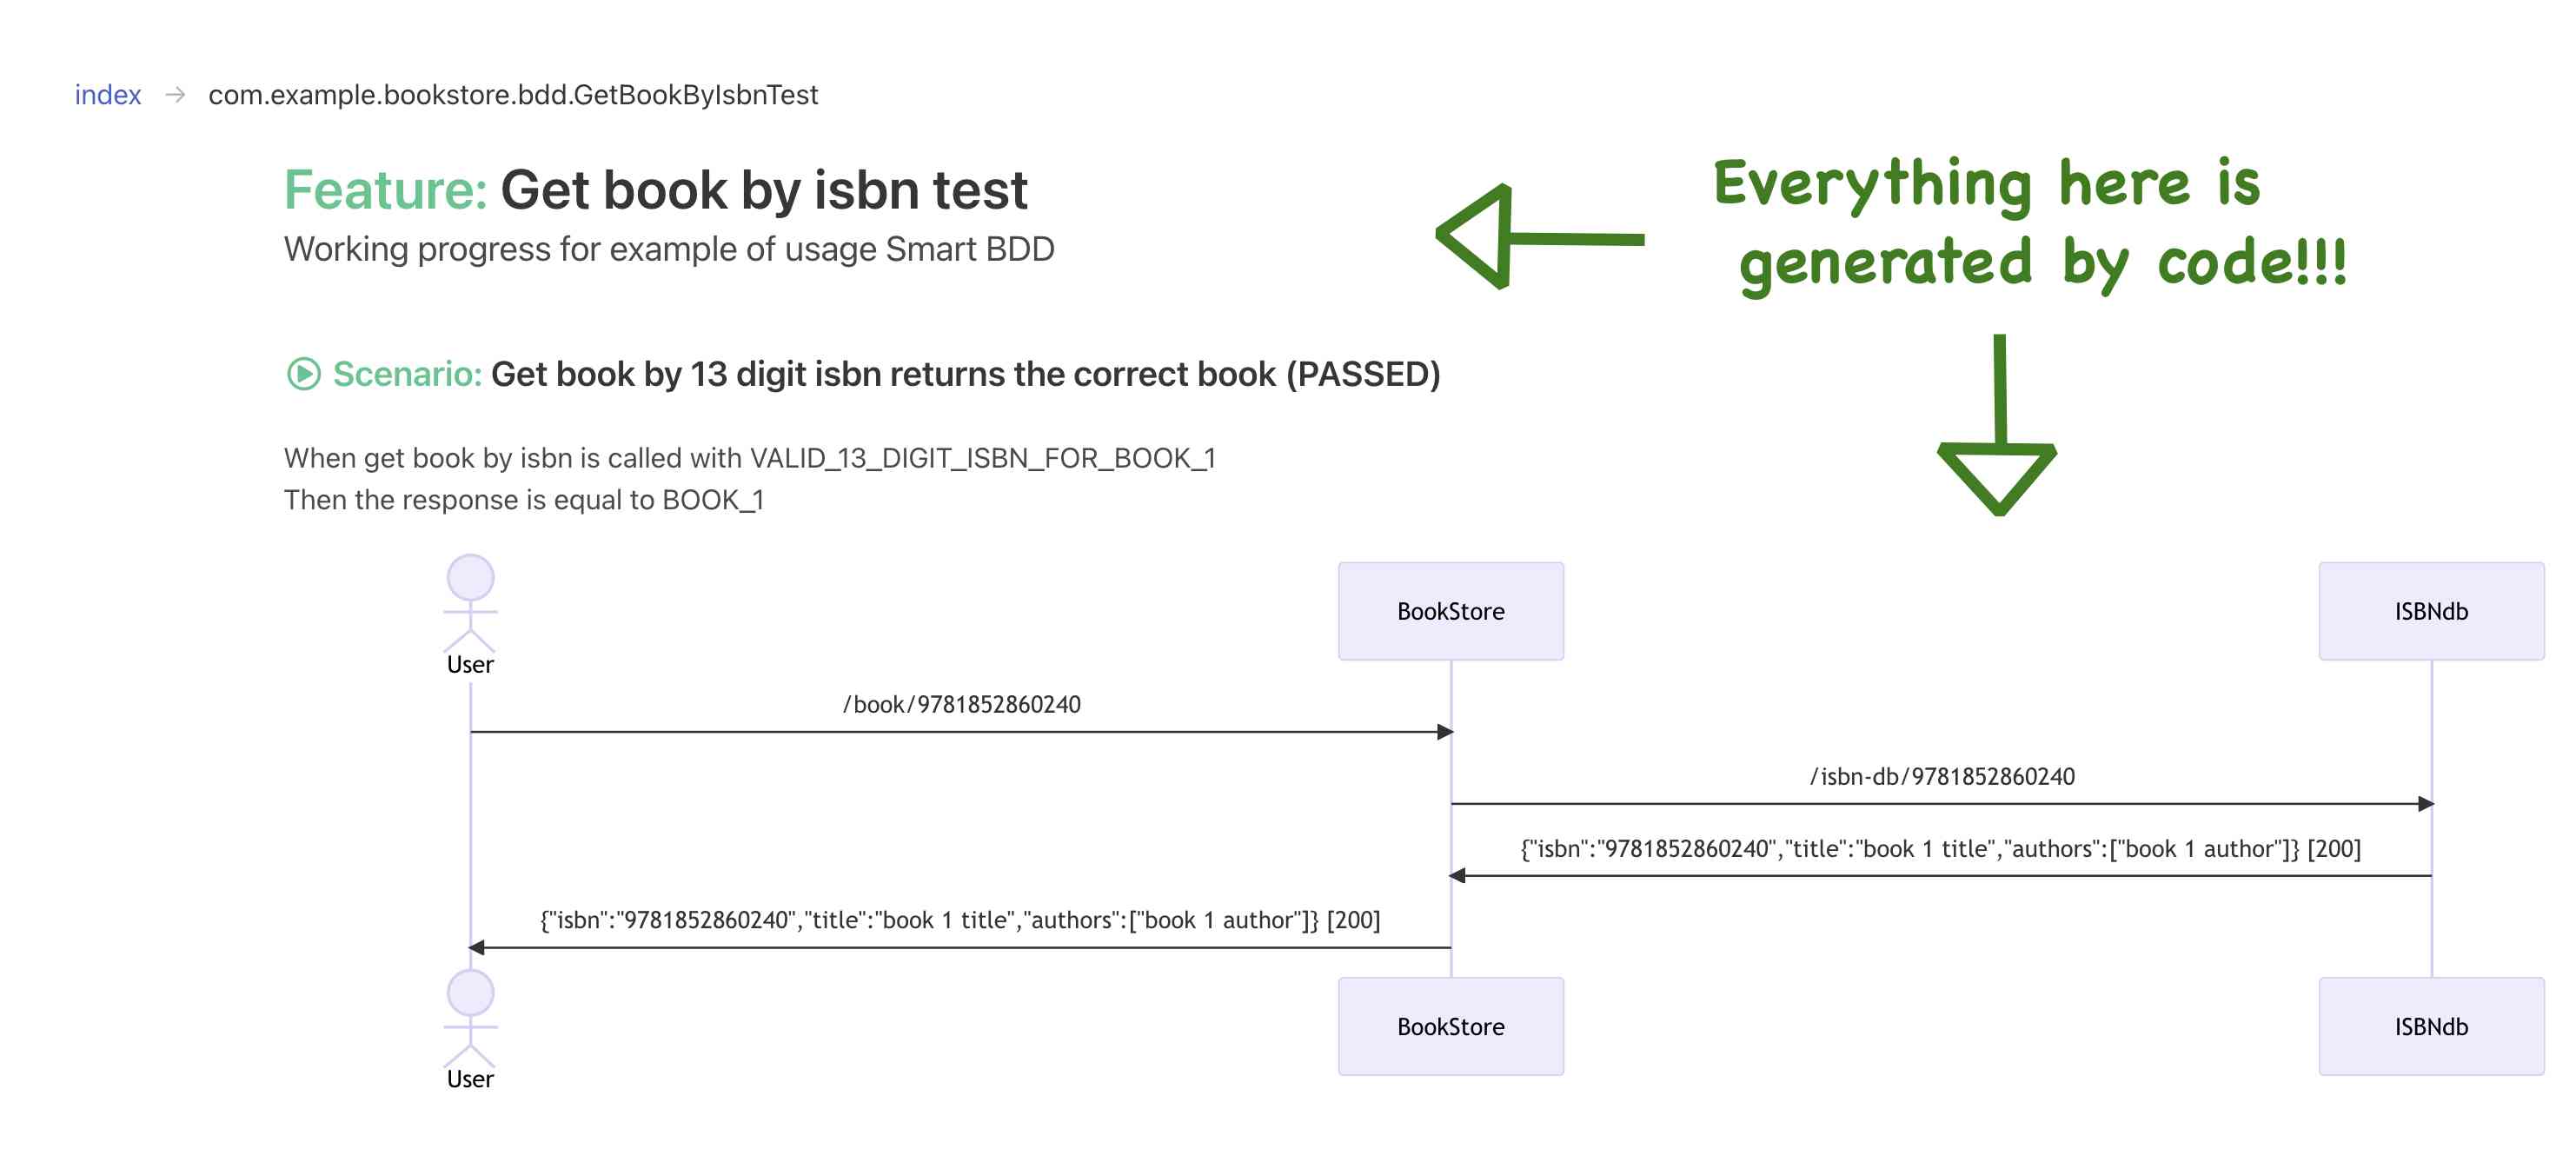 index → com.example.bookstore.bdd.GetBookByIsbnTest
Feature: Get book by isbn test
Working progress for example of usage Smart BDD
Everything here is
generated by code!!!
Scenario: Get book by 13 digit isbn returns the correct book (PASSED)
When get book by isbn is called with VALID_13_DIGIT_ISBN_FOR_BOOK_1
Then the response is equal to BOOK_1
User
BookStore
ISBNdb
/book/9781852860240
/isbn-db/9781852860240
{"isbn":"9781852860240","title":"book 1 title","authors":["book 1 author"]} [200]
{"isbn":"9781852860240","title":"book 1 title","authors":["book 1 author"]} [200]
User
BookStore
ISBNdb